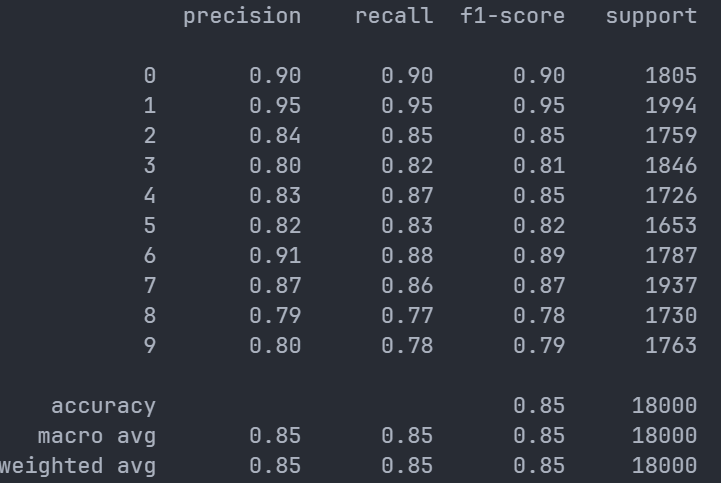 precision recall f1-score support
0 0.90 0.90 0.90 1805
1 0.95 0.95 0.95 1994
2 0.84 0.85 0.85 1759
3 0.80 0.82 0.81 1846
4 0.83 0.87 0.85 1726
5 0.82 0.83 0.82 1653
6 0.91 0.88 0.89 1787
7 0.87 0.86 0.87 1937
8 0.79 0.77 0.78 1730
9 0.80 0.78 0.79 1763
accuracy 0.85 18000
macro avg 0.85 0.85 0.85 18000
weighted avg 0.85 0.85 0.85 18000